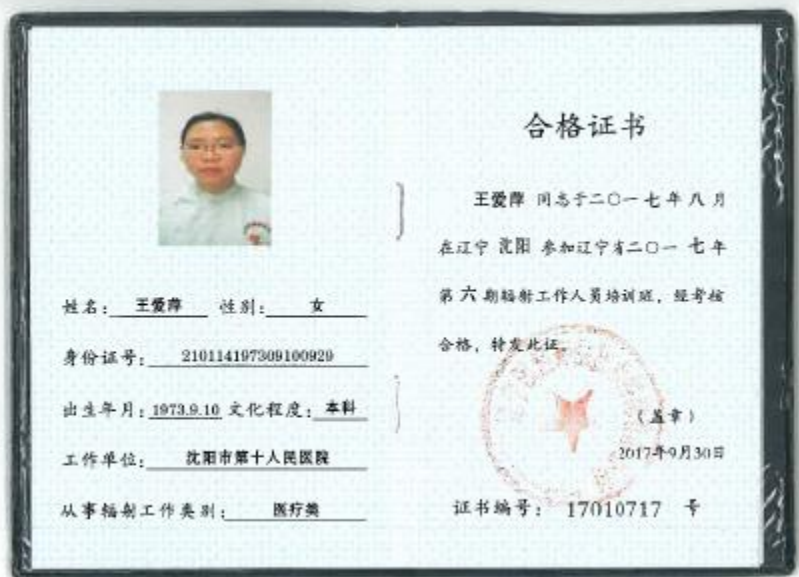 姓名：王爱萍 性别：女
身份证号：210114197309100929
出生年月：1973.9.10 文化程度：本科
工作单位：沈阳市第十人民医院
从事辐射工作类别：医疗类
合格证书
王爱萍 同志于二〇一七年八月
在辽宁 沈阳 参加辽宁省二〇一七年
第六期辐射工作人员培训班，经考核
合格，特发此证。
（盖章）
2017年9月30日
证书编号：17010717 号